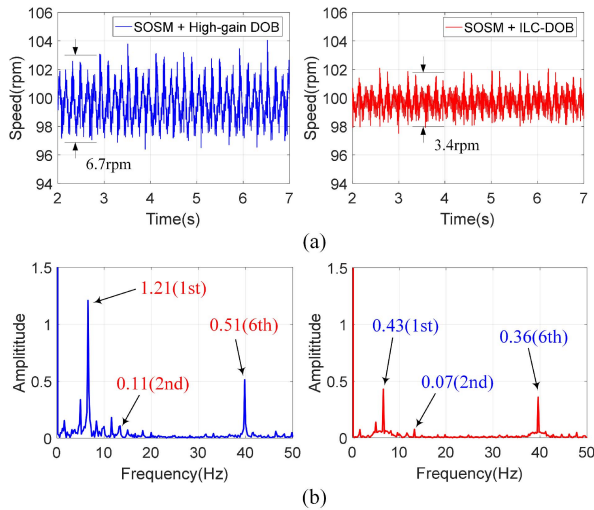 106
104
102
100
98
96
94
Speed(rpm)
SOSM + High-gain DOB
6.7rpm
2 3 4 5 6 7
Time(s)
106
104
102
100
98
96
94
Speed(rpm)
SOSM + ILC-DOB
3.4rpm
2 3 4 5 6 7
Time(s)
(a)
1.5
1
0.5
0
Amplititude
1.21(1st)
0.51(6th)
0.11(2nd)
0 10 20 30 40 50
Frequency(Hz)
1.5
1
0.5
0
Amplititude
0.43(1st)
0.36(6th)
0.07(2nd)
0 10 20 30 40 50
Frequency(Hz)
(b)